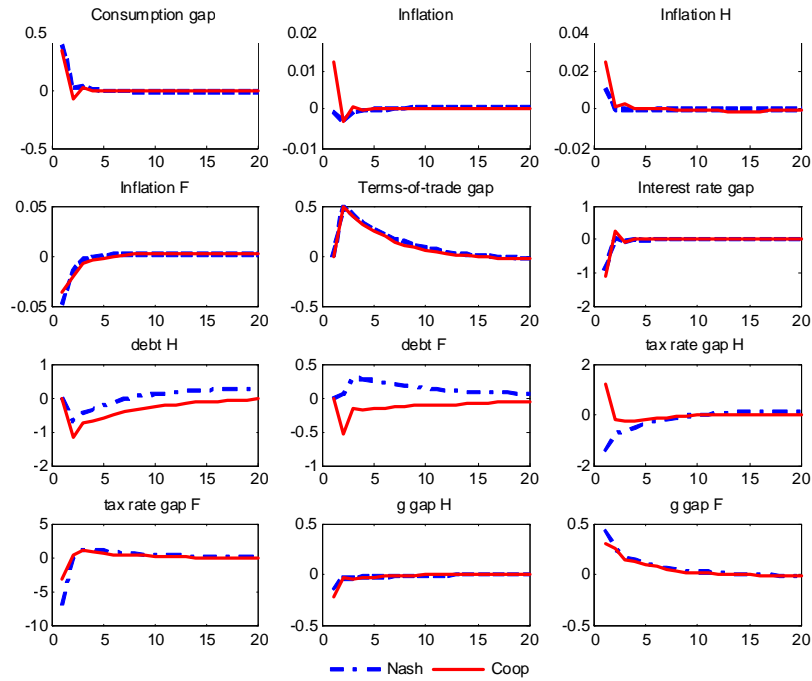 Consumption gap
Inflation
Inflation H
0.5
0
-0.5
0 5 10 15 20
0.02
0.01
0
-0.01
0 5 10 15 20
0.04
0.02
0
-0.02
0 5 10 15 20
Inflation F
Terms-of-trade gap
Interest rate gap
0.05
0
-0.05
0 5 10 15 20
0.5
0
-0.5
0 5 10 15 20
1
0
-1
-2
0 5 10 15 20
debt H
debt F
tax rate gap H
1
0
-1
-2
0 5 10 15 20
0.5
0
-0.5
-1
0 5 10 15 20
2
0
-2
0 5 10 15 20
tax rate gap F
g gap H
g gap F
5
0
-5
-10
0 5 10 15 20
0.5
0
-0.5
0 5 10 15 20
0.5
0
-0.5
0 5 10 15 20
Nash Coop